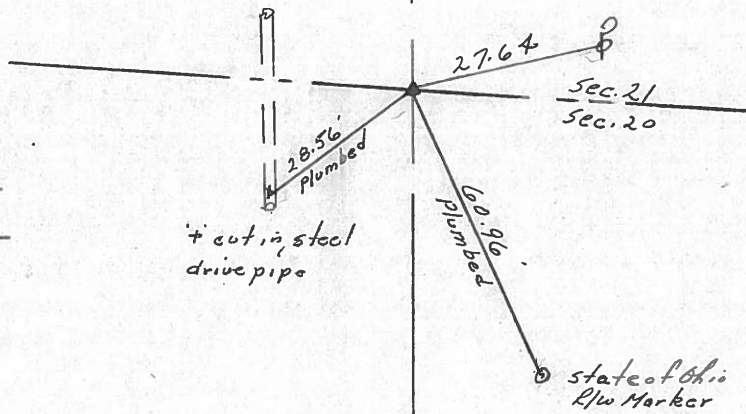 27.64
Sec. 21
Sec. 20
28.56'
Plumbed
60.96
Plumbed
'+' cut in steel
drive pipe
State of Ohio
R/W Marker